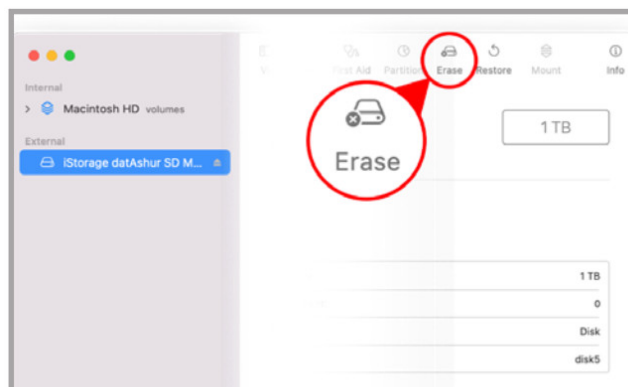 First Aid Partition Erase Restore Mount Info
Internal
Macintosh HD volumes
External
iStorage datAshur SD M...
1 TB
Erase
1 TB
0
Disk
disk5